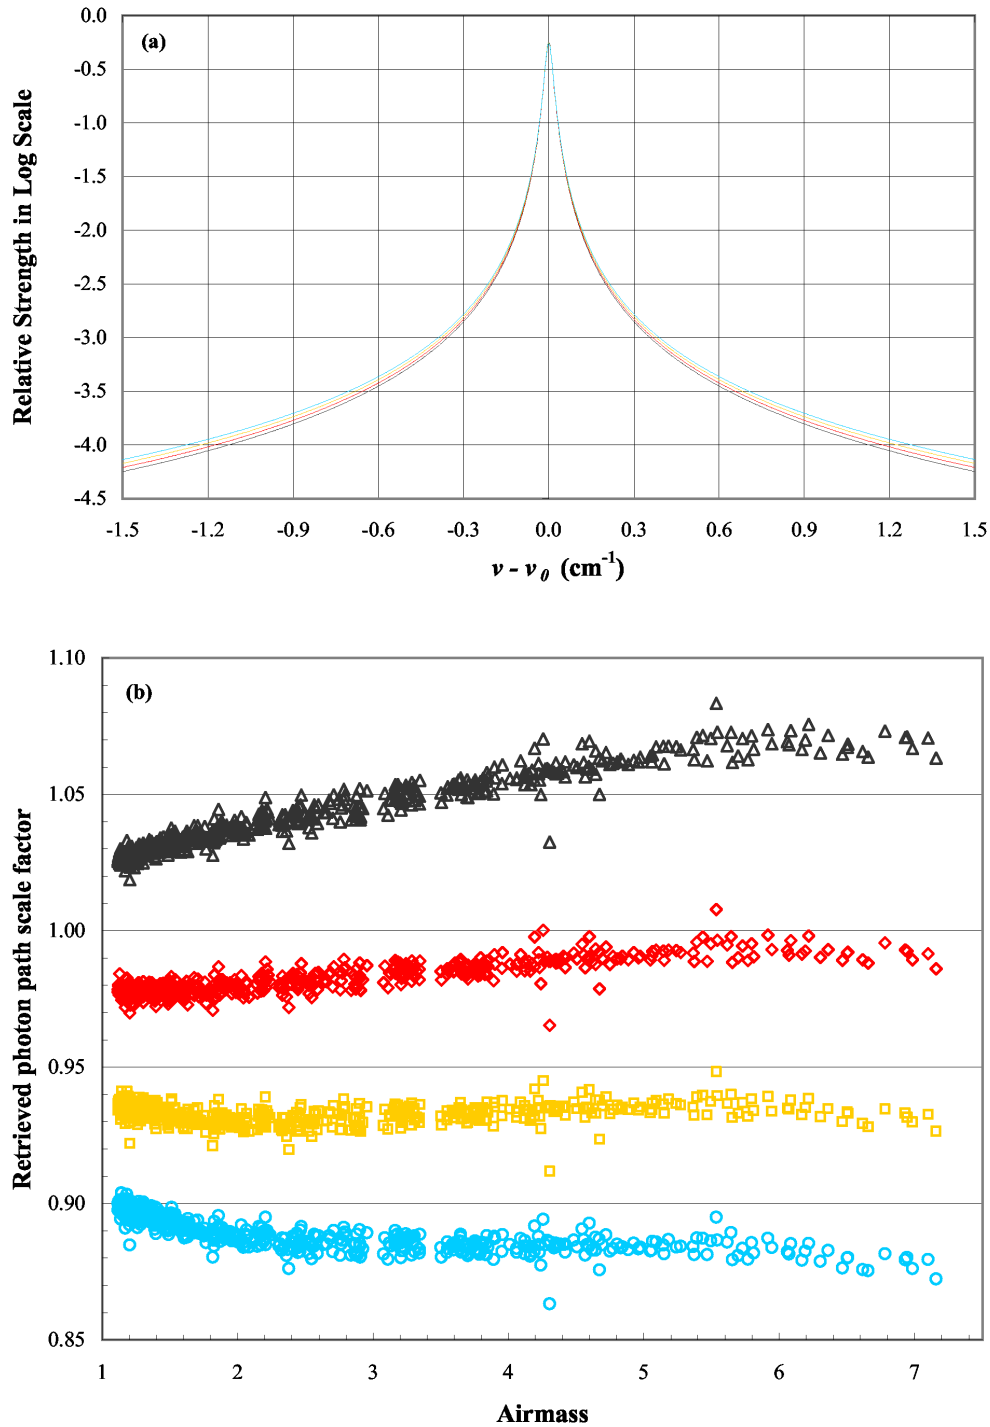 0.0
(a)
-0.5
-1.0
-1.5
-2.0
-2.5
-3.0
-3.5
-4.0
-4.5
Relative Strength in Log Scale
-1.5 -1.2 -0.9 -0.6 -0.3 0.0 0.3 0.6 0.9 1.2 1.5
ν - ν₀ (cm⁻¹)
1.10
(b)
1.05
1.00
0.95
0.90
0.85
Retrieved photon path scale factor
1 2 3 4 5 6 7
Airmass